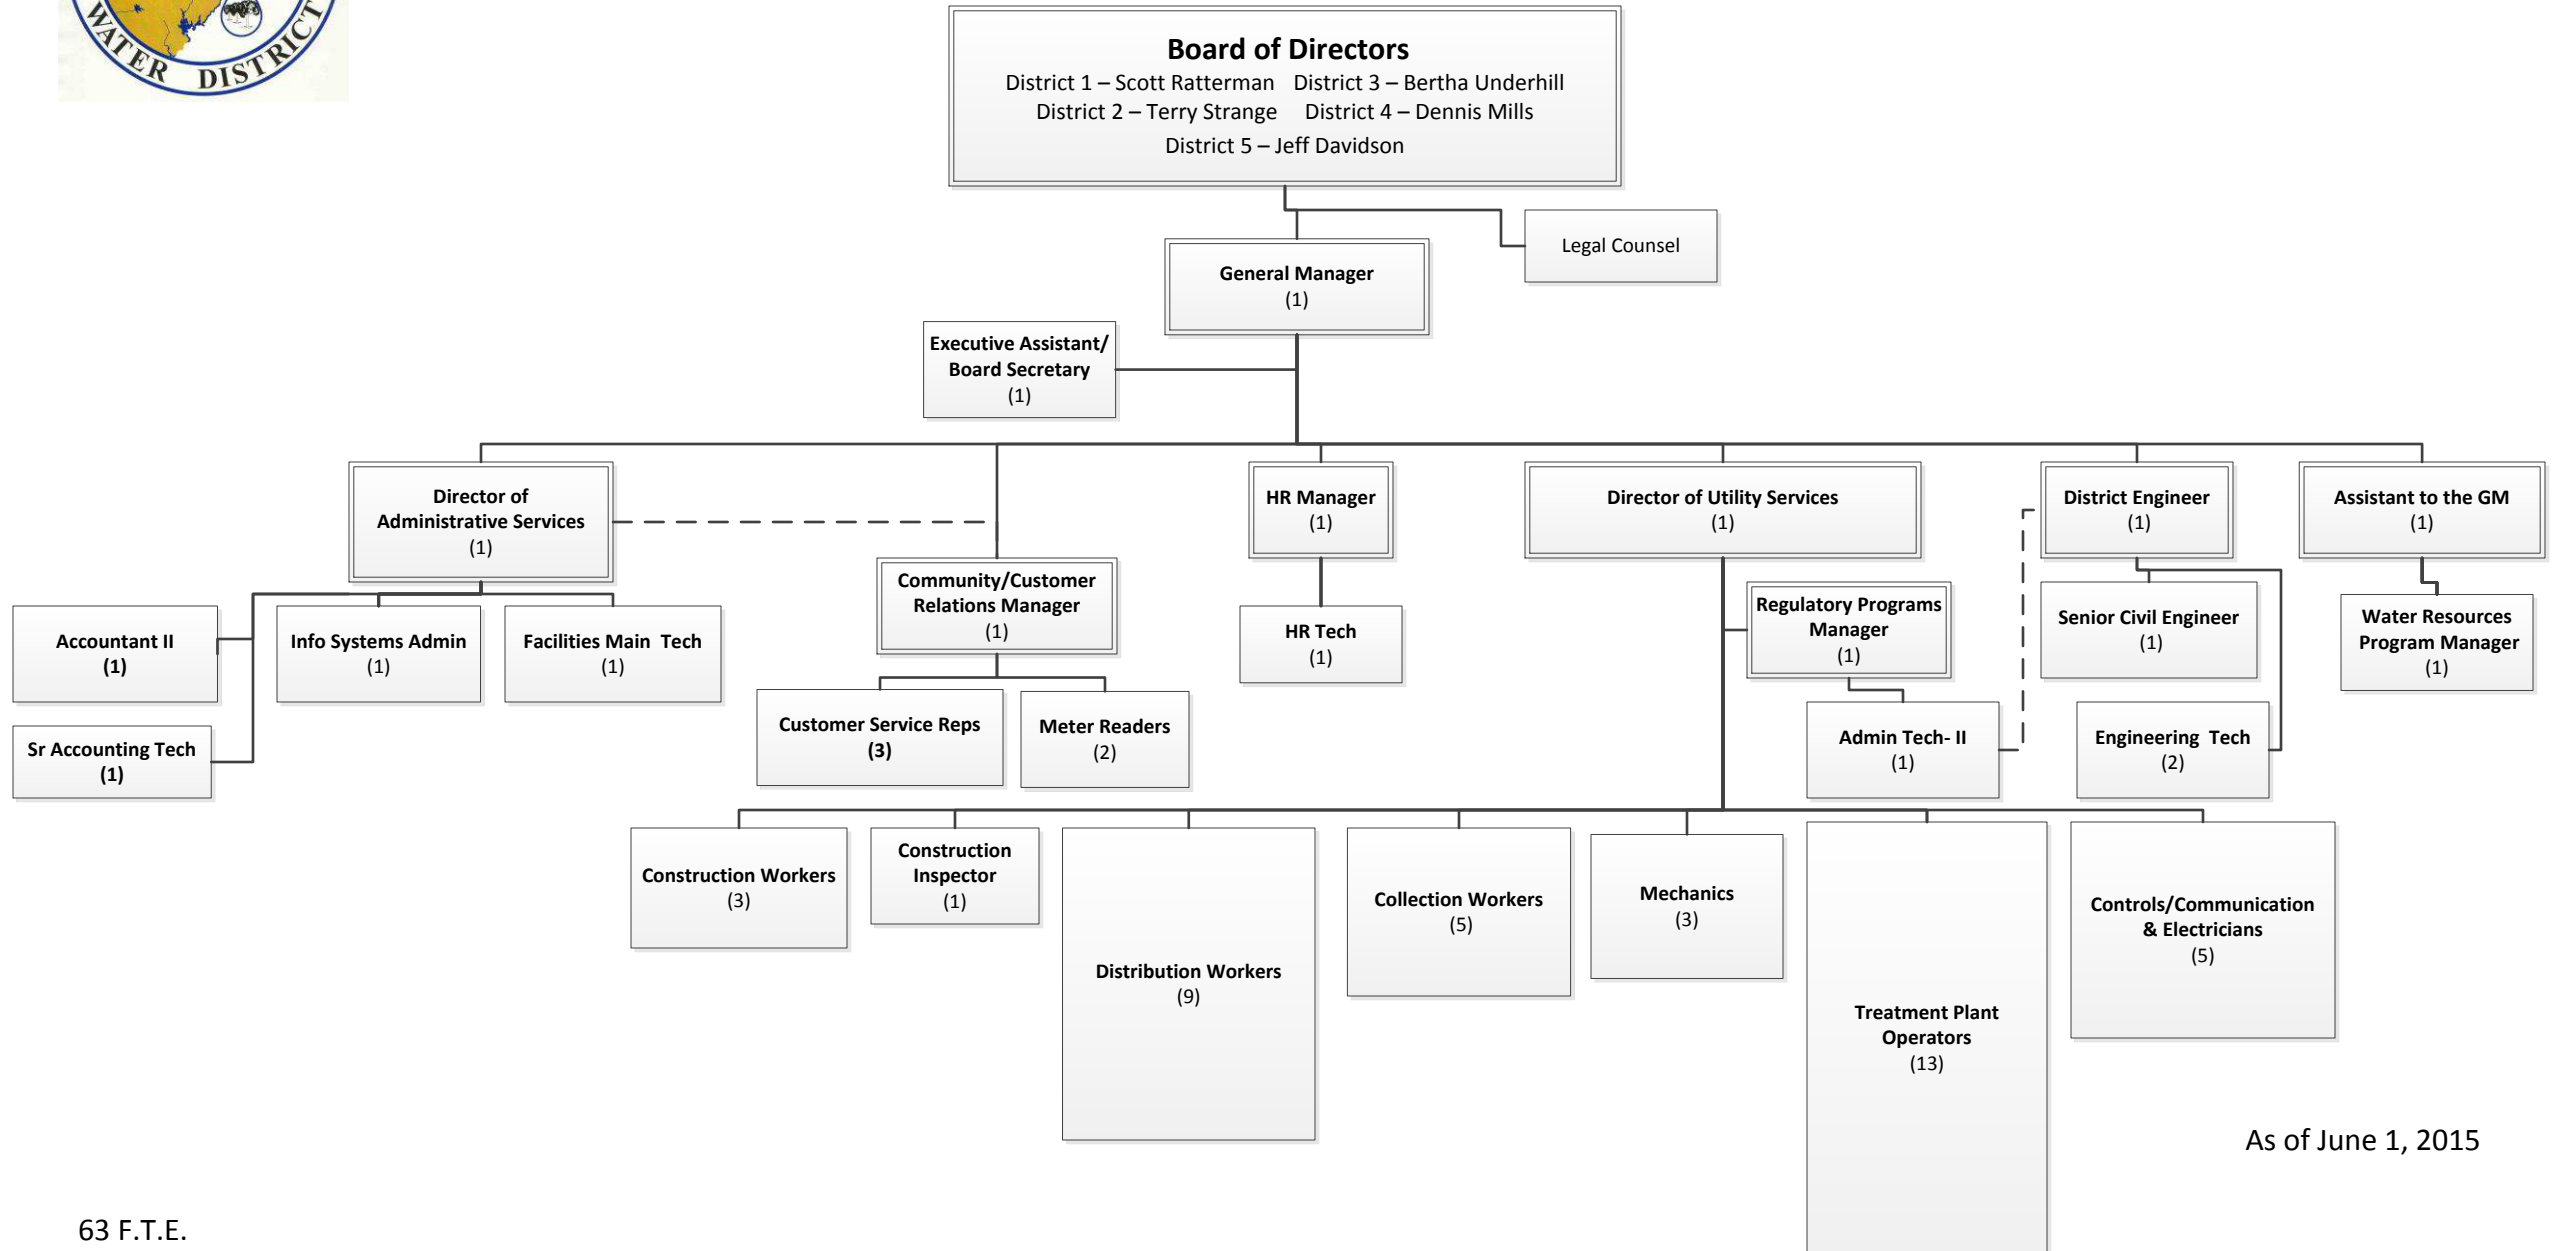 WATER DISTRICT
Board of Directors
District 1 – Scott Ratterman District 3 – Bertha Underhill
District 2 – Terry Strange District 4 – Dennis Mills
District 5 – Jeff Davidson
Legal Counsel
General Manager
(1)
Executive Assistant/
Board Secretary
(1)
Director of
Administrative Services
(1)
HR Manager
(1)
Director of Utility Services
(1)
District Engineer
(1)
Assistant to the GM
(1)
Community/Customer
Relations Manager
(1)
Regulatory Programs
Manager
(1)
Senior Civil Engineer
(1)
Water Resources
Program Manager
(1)
Accountant II
(1)
Info Systems Admin
(1)
Facilities Main Tech
(1)
HR Tech
(1)
Sr Accounting Tech
(1)
Customer Service Reps
(3)
Meter Readers
(2)
Admin Tech- II
(1)
Engineering Tech
(2)
Construction Workers
(3)
Construction
Inspector
(1)
Distribution Workers
(9)
Collection Workers
(5)
Mechanics
(3)
Treatment Plant
Operators
(13)
Controls/Communication
& Electricians
(5)
As of June 1, 2015
63 F.T.E.